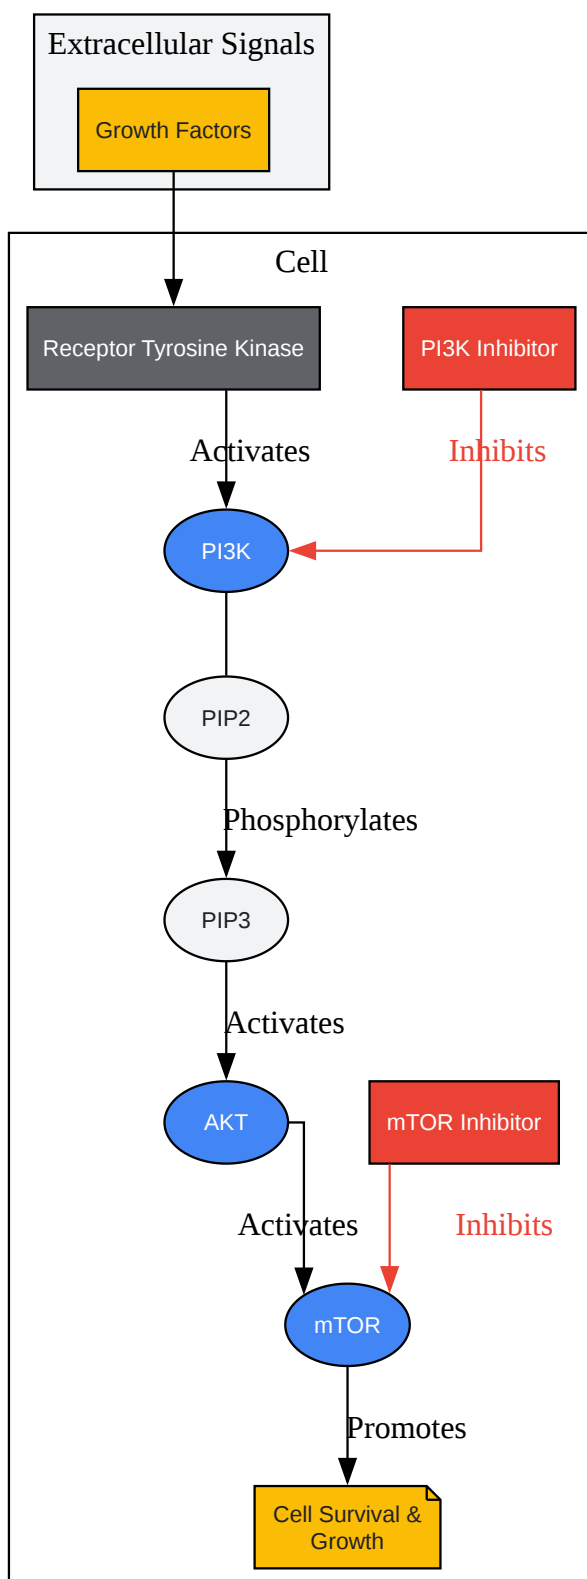 Extracellular Signals
Growth Factors
Cell
Receptor Tyrosine Kinase
PI3K Inhibitor
Activates
Inhibits
PI3K
PIP2
Phosphorylates
PIP3
Activates
AKT
mTOR Inhibitor
Activates
Inhibits
mTOR
Promotes
Cell Survival &
Growth